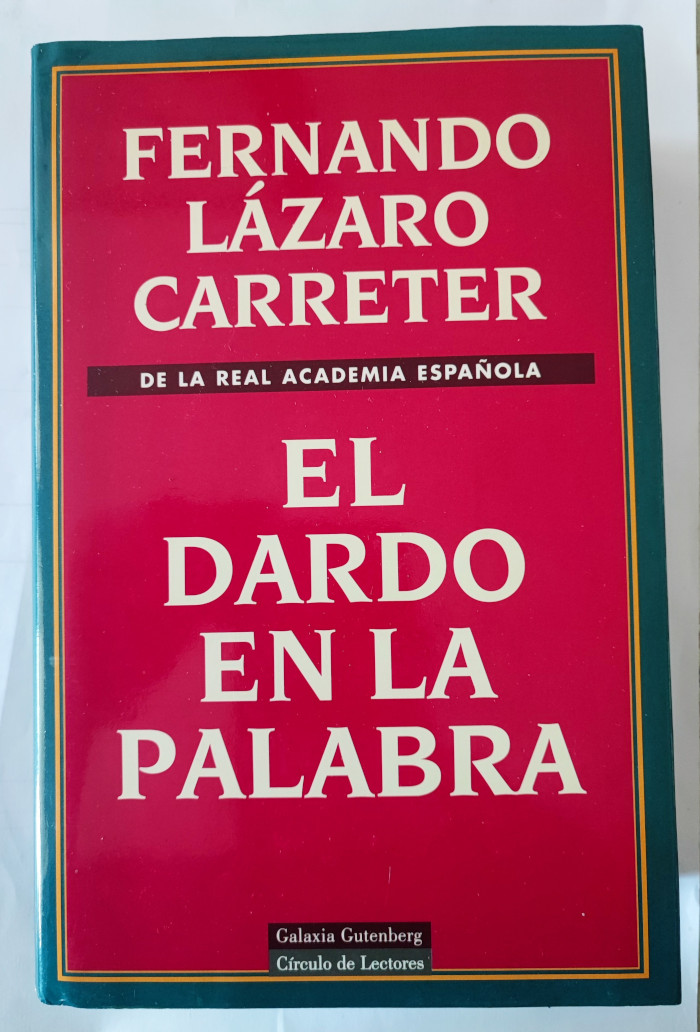 FERNANDO
LÁZARO
CARRETER
DE LA REAL ACADEMIA ESPAÑOLA
EL
DARDO
EN LA
PALABRA
Galaxia Gutenberg
Círculo de Lectores